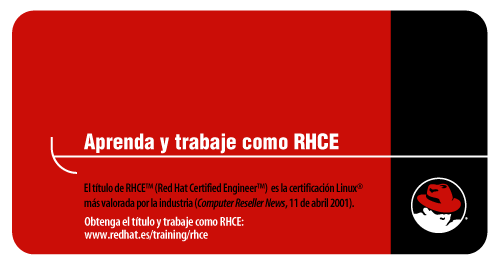 Aprenda y trabaje como RHCE
El título de RHCE™ (Red Hat Certified Engineer™) es la certificación Linux®
más valorada por la industria (Computer Reseller News, 11 de abril 2001).
Obtenga el título y trabaje como RHCE:
www.redhat.es/training/rhce